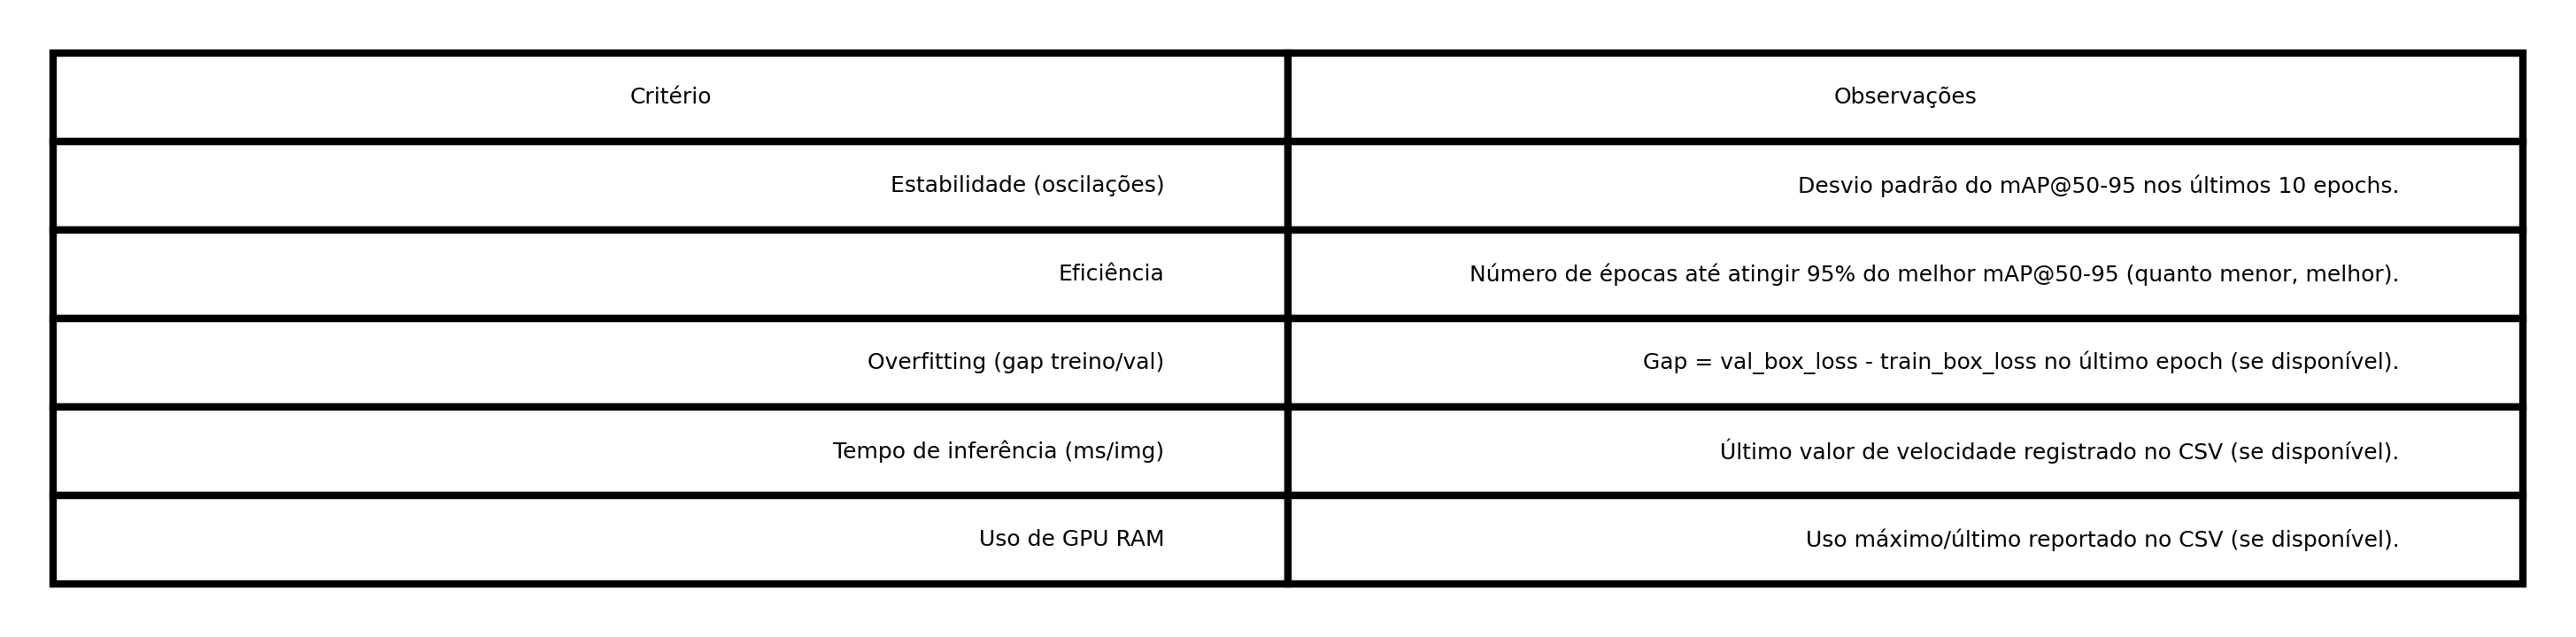 Critério
Observações
Estabilidade (oscilações)
Desvio padrão do mAP@50-95 nos últimos 10 epochs.
Eficiência
Número de épocas até atingir 95% do melhor mAP@50-95 (quanto menor, melhor).
Overfitting (gap treino/val)
Gap = val_box_loss - train_box_loss no último epoch (se disponível).
Tempo de inferência (ms/img)
Último valor de velocidade registrado no CSV (se disponível).
Uso de GPU RAM
Uso máximo/último reportado no CSV (se disponível).